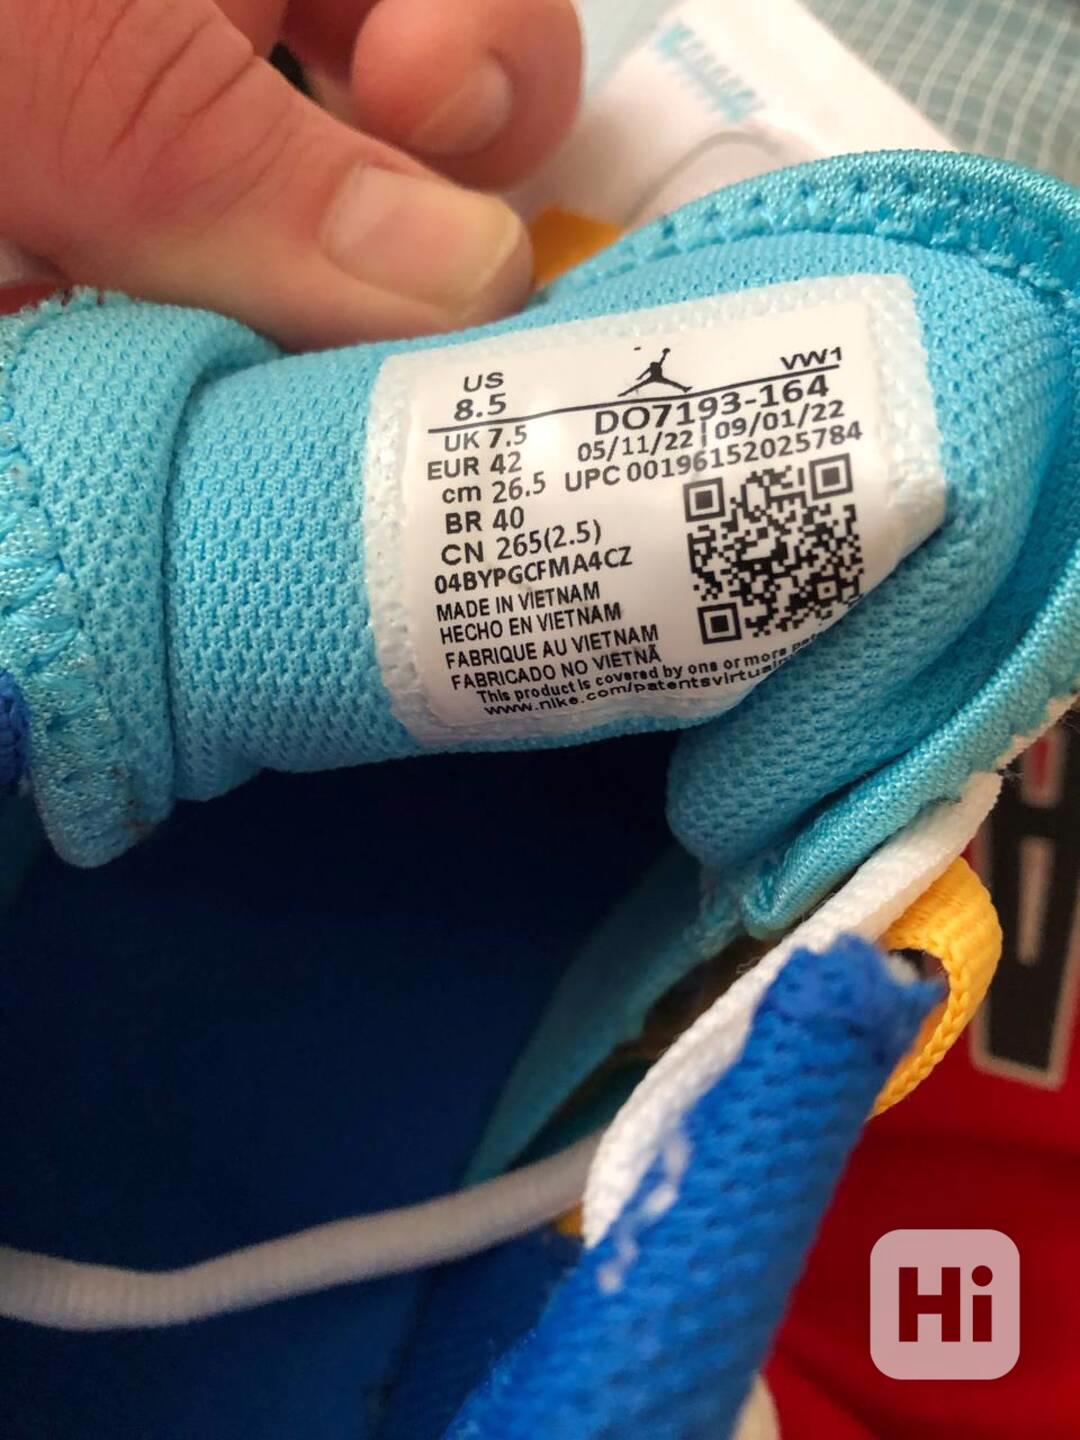 US
8.5
UK 7.5
EUR 42
cm 26.5
BR 40
CN 265(2.5)
04BYPGCFMA4CZ
MADE IN VIETNAM
HECHO EN VIETNAM
FABRIQUE AU VIETNAM
FABRICADO NO VIETNÃ
This product is covered by one or more
www.nike.com/patentsvirtual
VW1
DO7193-164
05/11/22 | 09/01/22
UPC 00196152025784
Hi